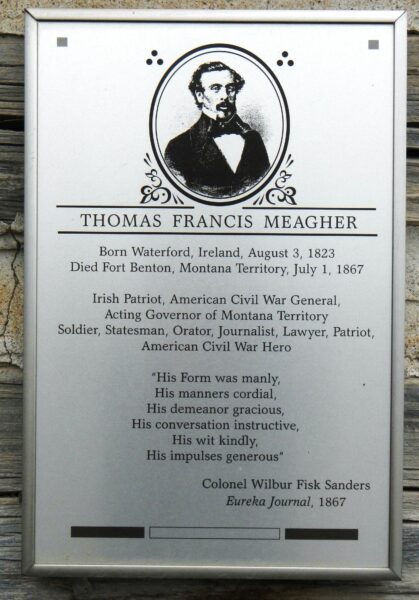 THOMAS FRANCIS MEAGHER
Born Waterford, Ireland, August 3, 1823
Died Fort Benton, Montana Territory, July 1, 1867
Irish Patriot, American Civil War General,
Acting Governor of Montana Territory
Soldier, Statesman, Orator, Journalist, Lawyer, Patriot,
American Civil War Hero
"His Form was manly,
His manners cordial,
His demeanor gracious,
His conversation instructive,
His wit kindly,
His impulses generous"
Colonel Wilbur Fisk Sanders
Eureka Journal, 1867